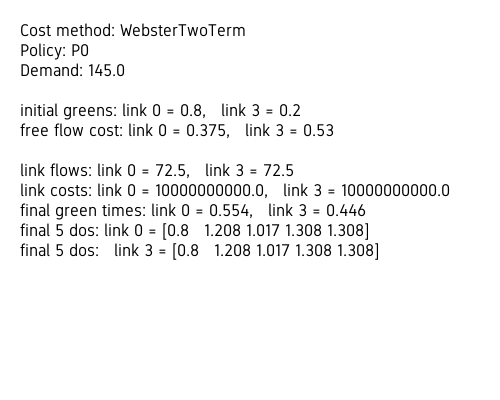 Cost method: WebsterTwoTerm
Policy: P0
Demand: 145.0
initial greens: link 0 = 0.8,   link 3 = 0.2
free flow cost: link 0 = 0.375,   link 3 = 0.53
link flows: link 0 = 72.5,   link 3 = 72.5
link costs: link 0 = 10000000000.0,   link 3 = 10000000000.0
final green times: link 0 = 0.554,   link 3 = 0.446
final 5 dos: link 0 = [0.8   1.208 1.017 1.308 1.308]
final 5 dos:   link 3 = [0.8   1.208 1.017 1.308 1.308]